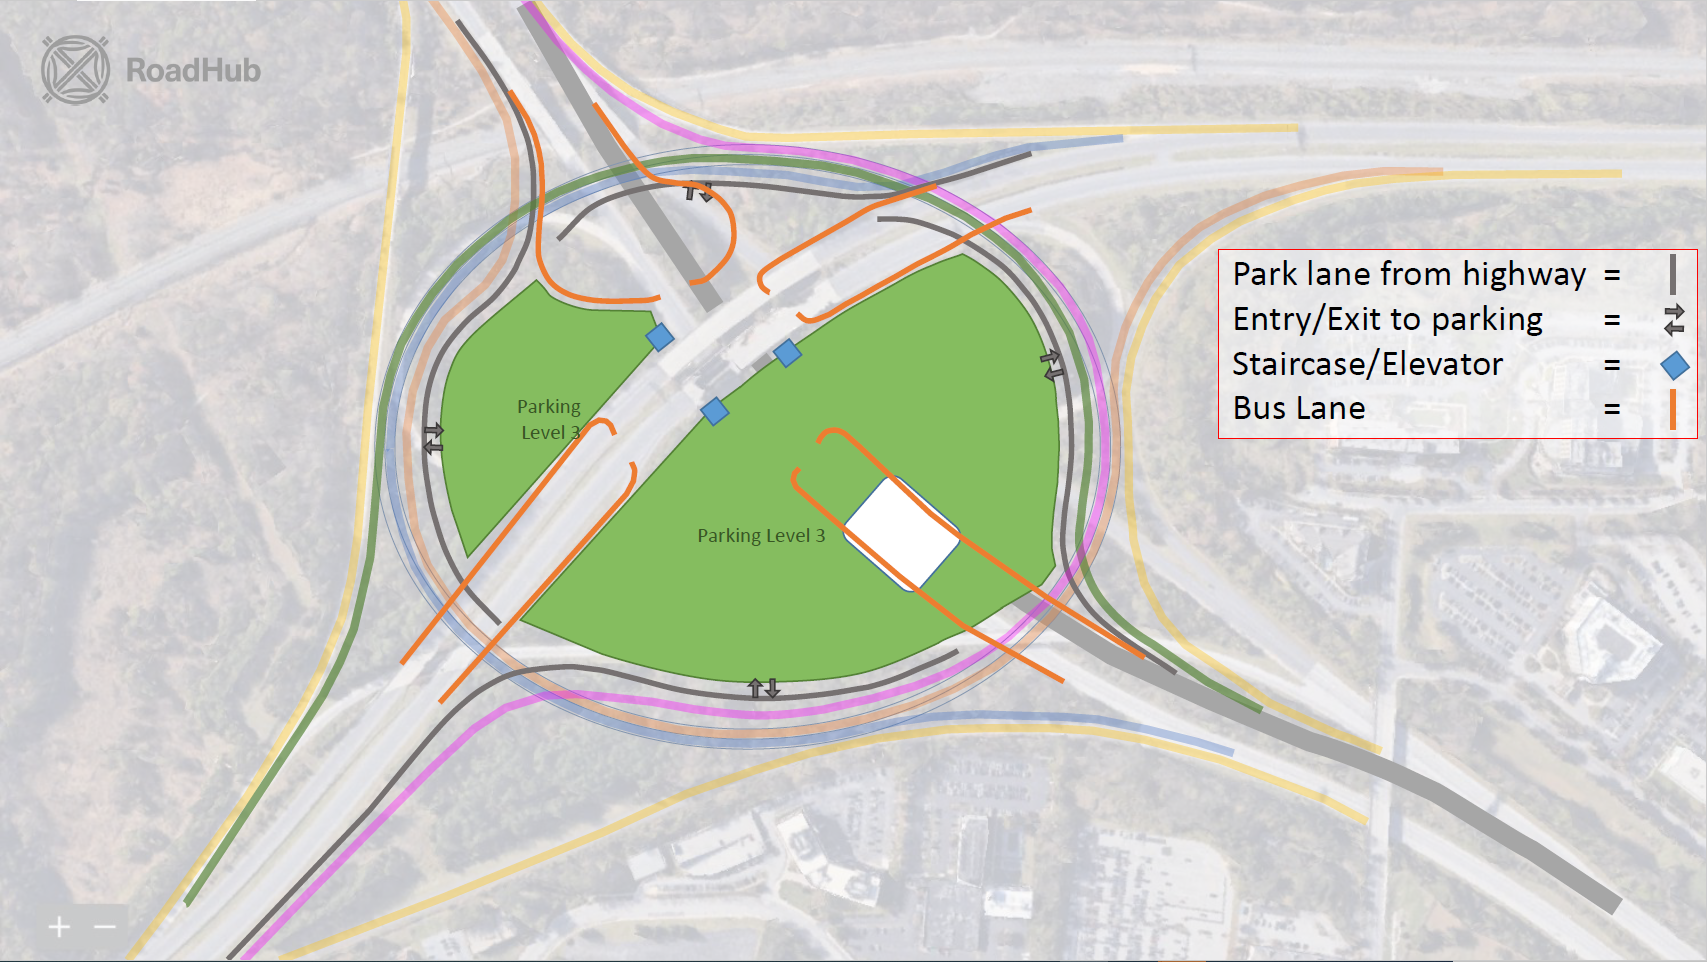 RoadHub
Park lane from highway =
Entry/Exit to parking =
Staircase/Elevator =
Bus Lane =
Parking
Level 3
Parking Level 3
+ −